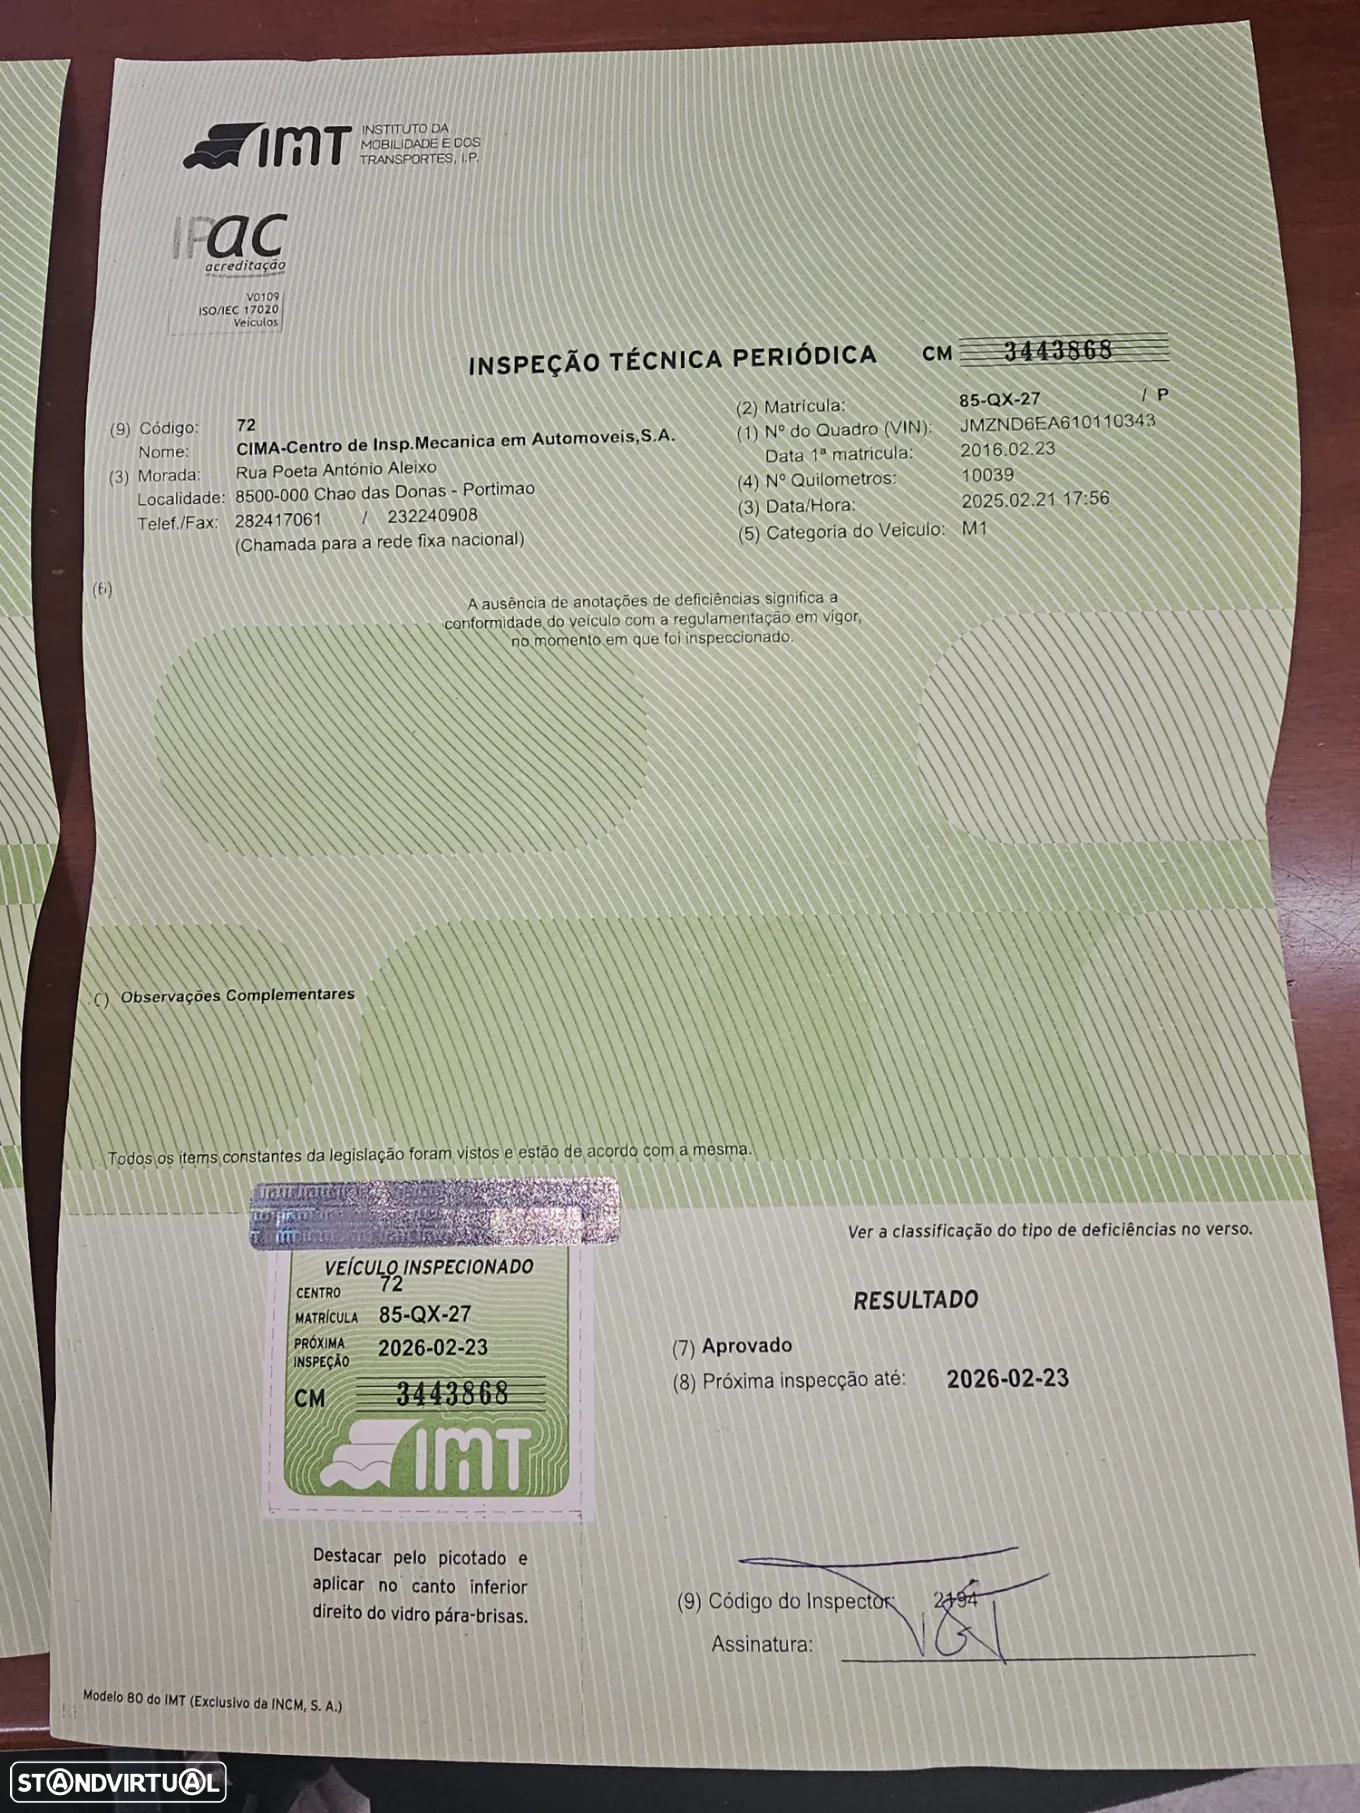 IMT INSTITUTO DA
MOBILIDADE E DOS
TRANSPORTES, I.P.
IPac
acreditação
V0109
ISO/IEC 17020
Veículos
INSPEÇÃO TÉCNICA PERIÓDICA CM 3443868
(9) Código: 72
Nome: CIMA-Centro de Insp.Mecanica em Automoveis,S.A.
(3) Morada: Rua Poeta António Aleixo
Localidade: 8500-000 Chao das Donas - Portimao
Telef./Fax: 282417061 / 232240908
(Chamada para a rede fixa nacional)
(2) Matrícula: 85-QX-27 / P
(1) Nº do Quadro (VIN): JMZND6EA610110343
Data 1ª matricula: 2016.02.23
(4) Nº Quilometros: 10039
(3) Data/Hora: 2025.02.21 17:56
(5) Categoria do Veiculo: M1
(6)
A ausência de anotações de deficiências significa a
conformidade do veículo com a regulamentação em vigor,
no momento em que foi inspeccionado.
C) Observações Complementares
Todos os items constantes da legislação foram vistos e estão de acordo com a mesma.
VEÍCULO INSPECIONADO
CENTRO 72
MATRÍCULA 85-QX-27
PRÓXIMA
INSPEÇÃO 2026-02-23
CM 3443868
IMT
Destacar pelo picotado e
aplicar no canto inferior
direito do vidro pára-brisas.
Ver a classificação do tipo de deficiências no verso.
RESULTADO
(7) Aprovado
(8) Próxima inspecção até: 2026-02-23
(9) Código do Inspector: 2194
Assinatura:
Modelo 80 do IMT (Exclusivo da INCM, S. A.)
STANDVIRTUAL